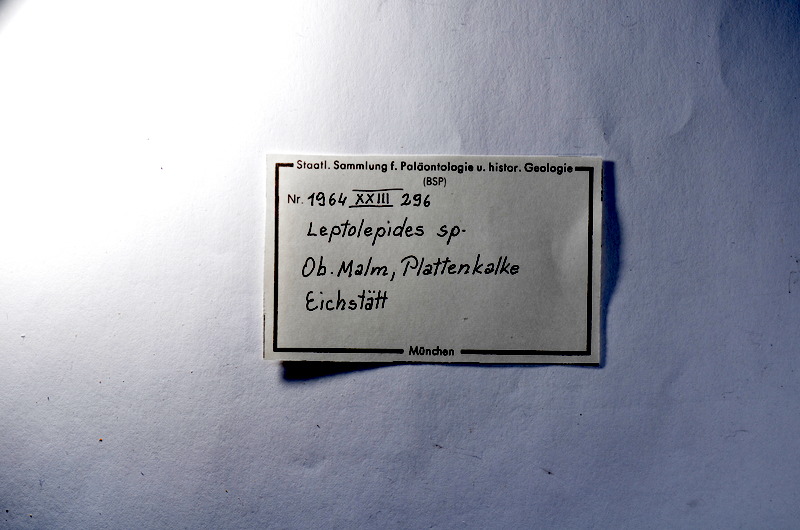 Staatl. Sammlung f. Paläontologie u. histor. Geologie
(BSP)
Nr. 1964 XXIII 296
Leptolepides sp.
Ob. Malm, Plattenkalke
Eichstätt
München